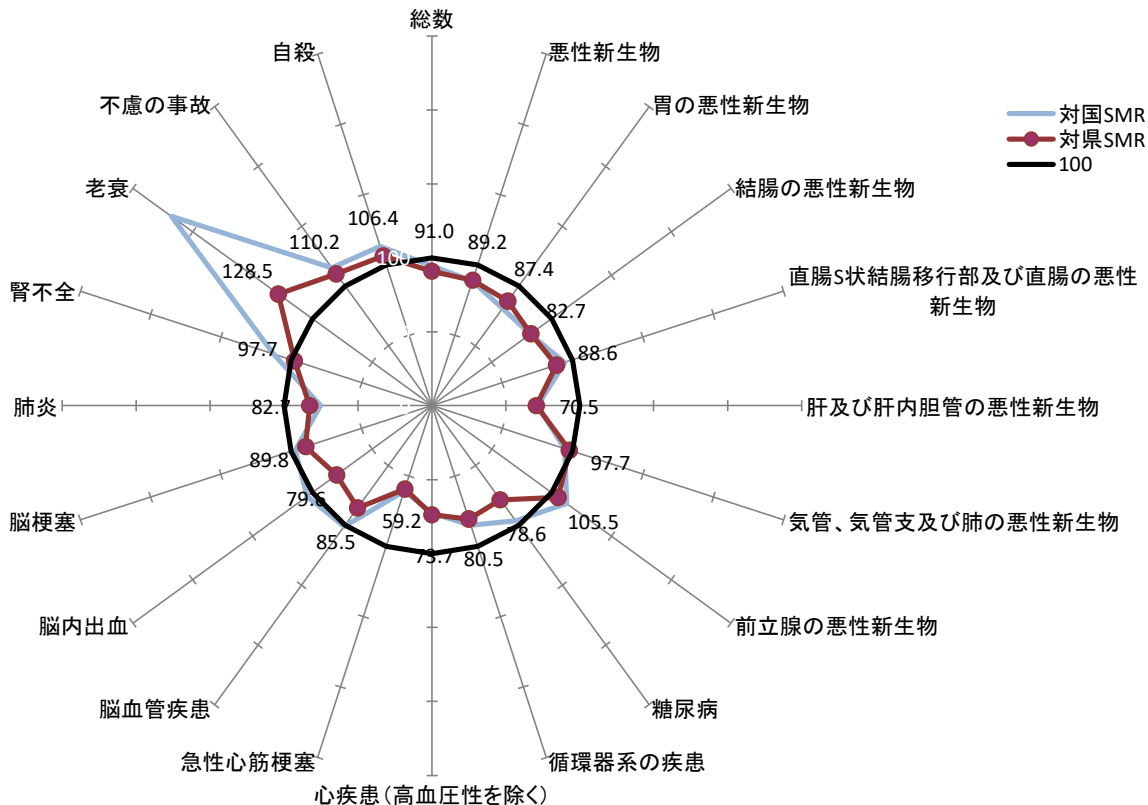 総数
自殺
悪性新生物
不慮の事故
胃の悪性新生物
対国SMR
対県SMR
100
老衰
結腸の悪性新生物
106.4
91.0
89.2
110.2
100
87.4
128.5
腎不全
82.7
直腸S状結腸移行部及び直腸の悪性
新生物
97.7
88.6
肺炎
82.7
70.5
肝及び肝内胆管の悪性新生物
89.8
97.7
79.6
105.5
脳梗塞
59.2
78.6
気管、気管支及び肺の悪性新生物
85.5
73.7
80.5
脳内出血
前立腺の悪性新生物
脳血管疾患
糖尿病
急性心筋梗塞
循環器系の疾患
心疾患(高血圧性を除く)